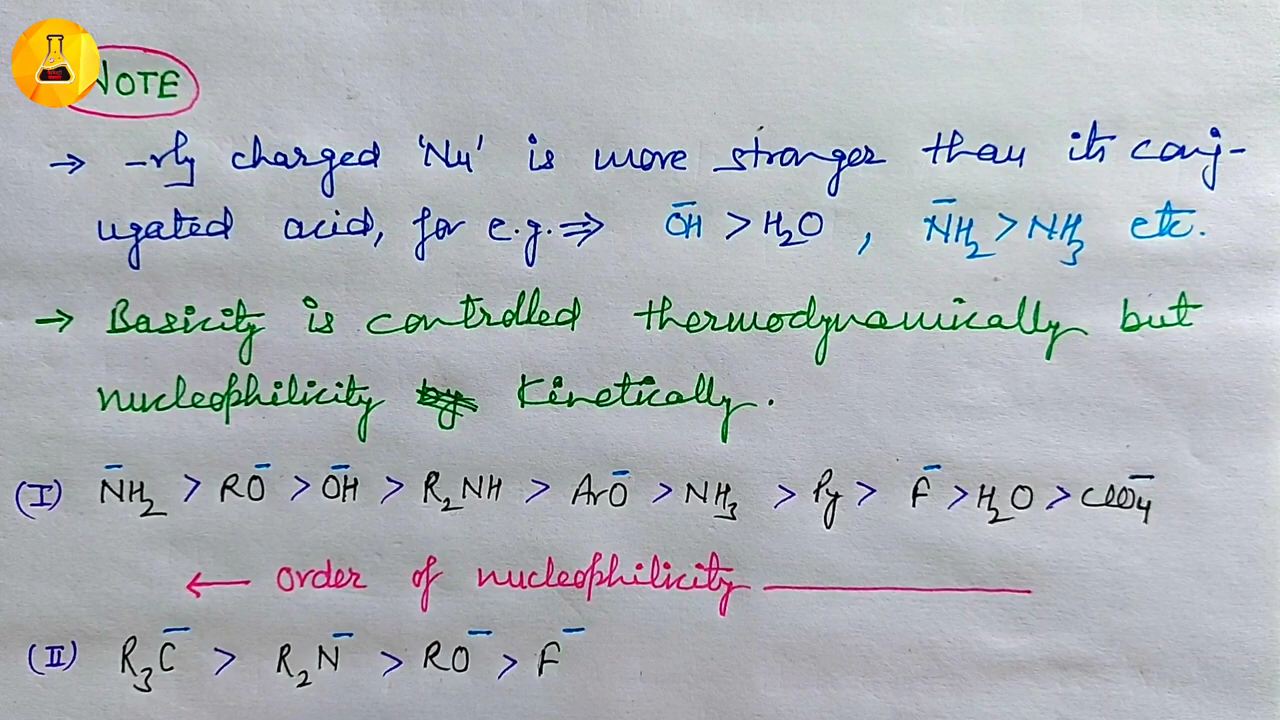 NOTE
→ -vly charged 'Nu' is more stronger than its conj-
ugated acid, for e.g. ⇒ ŌH > H₂O , N̄H₂ > NH₃ etc.
→ Basicity is controlled thermodynamically but
nucleophilicity Kinetically.
(I) N̄H₂ > RŌ > ŌH > R₂NH > ArŌ > NH₃ > Py > F̄ > H₂O > ClO₄⁻
← order of nucleophilicity
(II) R₃C⁻ > R₂N⁻ > RO⁻ > F⁻